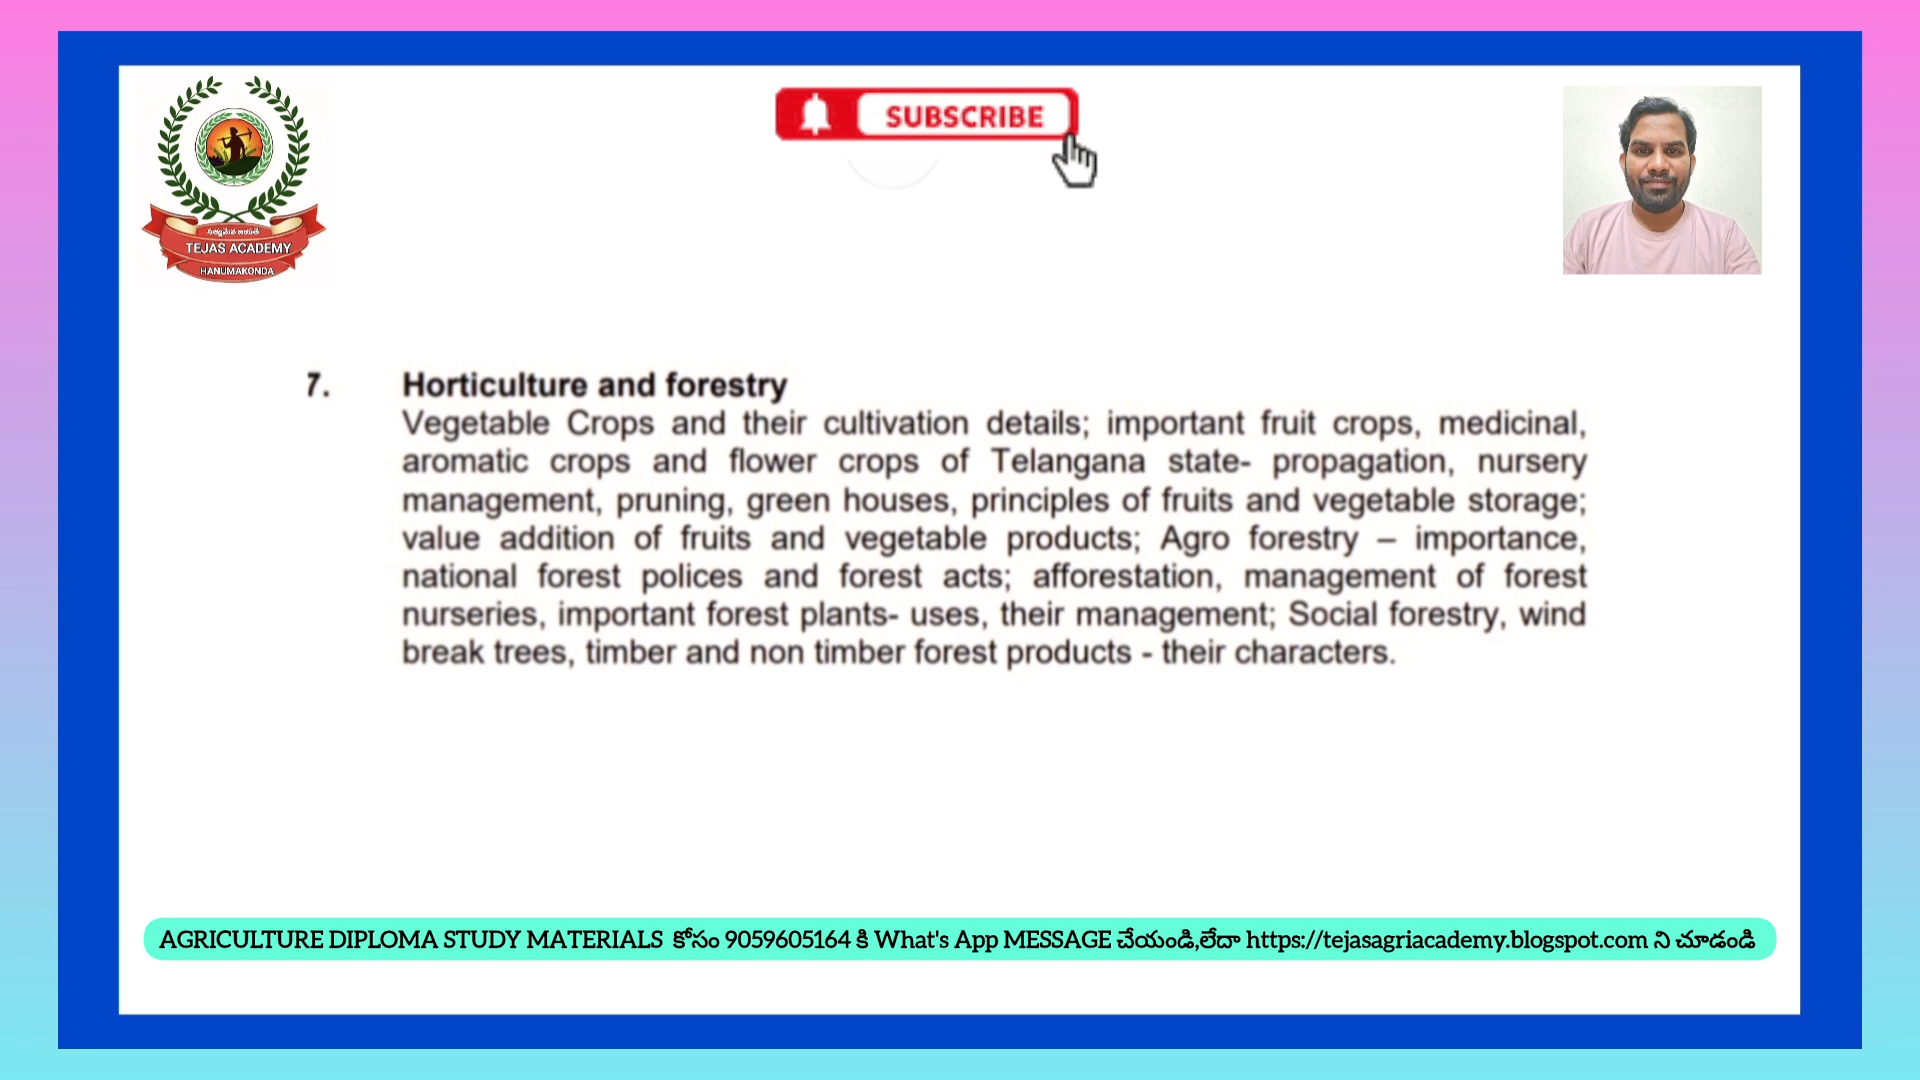 SUBSCRIBE
సత్యమేవ జయతే
TEJAS ACADEMY
HANUMAKONDA
7. Horticulture and forestry
Vegetable Crops and their cultivation details; important fruit crops, medicinal,
aromatic crops and flower crops of Telangana state- propagation, nursery
management, pruning, green houses, principles of fruits and vegetable storage;
value addition of fruits and vegetable products; Agro forestry – importance,
national forest polices and forest acts; afforestation, management of forest
nurseries, important forest plants- uses, their management; Social forestry, wind
break trees, timber and non timber forest products - their characters.
AGRICULTURE DIPLOMA STUDY MATERIALS కోసం 9059605164 కి What's App MESSAGE చేయండి,లేదా https://tejasagriacademy.blogspot.com ని చూడండి